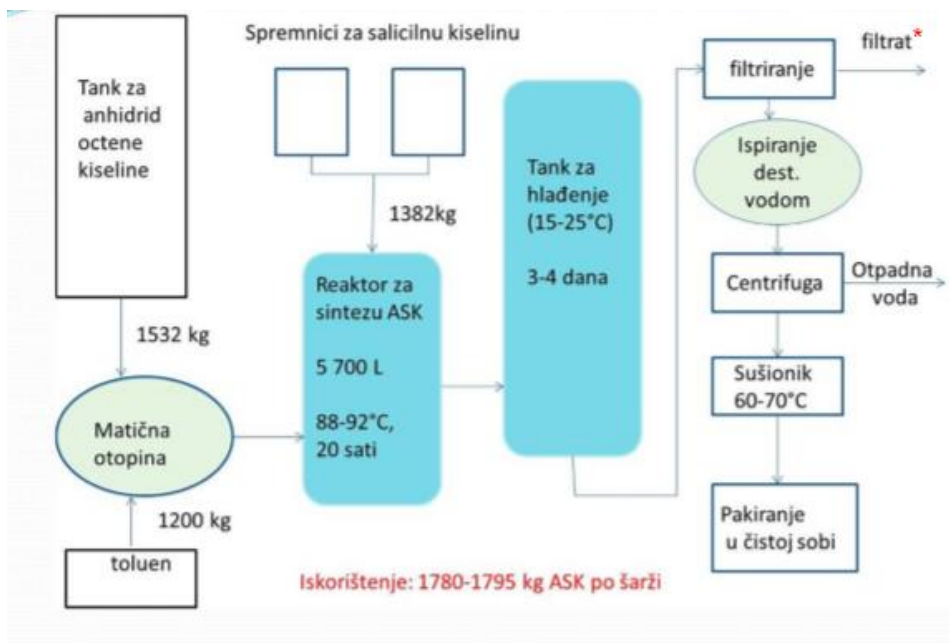 Spremnici za salicilnu kiselinu
Tank za
anhidrid
octene
kiseline
1532 kg
Matična
otopina
1200 kg
toluen
1382kg
Reaktor za
sintezu ASK
5 700 L
88-92°C,
20 sati
Tank za
hlađenje
(15-25°C)
3-4 dana
filtriranje
filtrat*
Ispiranje
dest.
vodom
Centrifuga
Otpadna
voda
Sušionik
60-70°C
Pakiranje
u čistoj sobi
Iskorištenje: 1780-1795 kg ASK po šarži